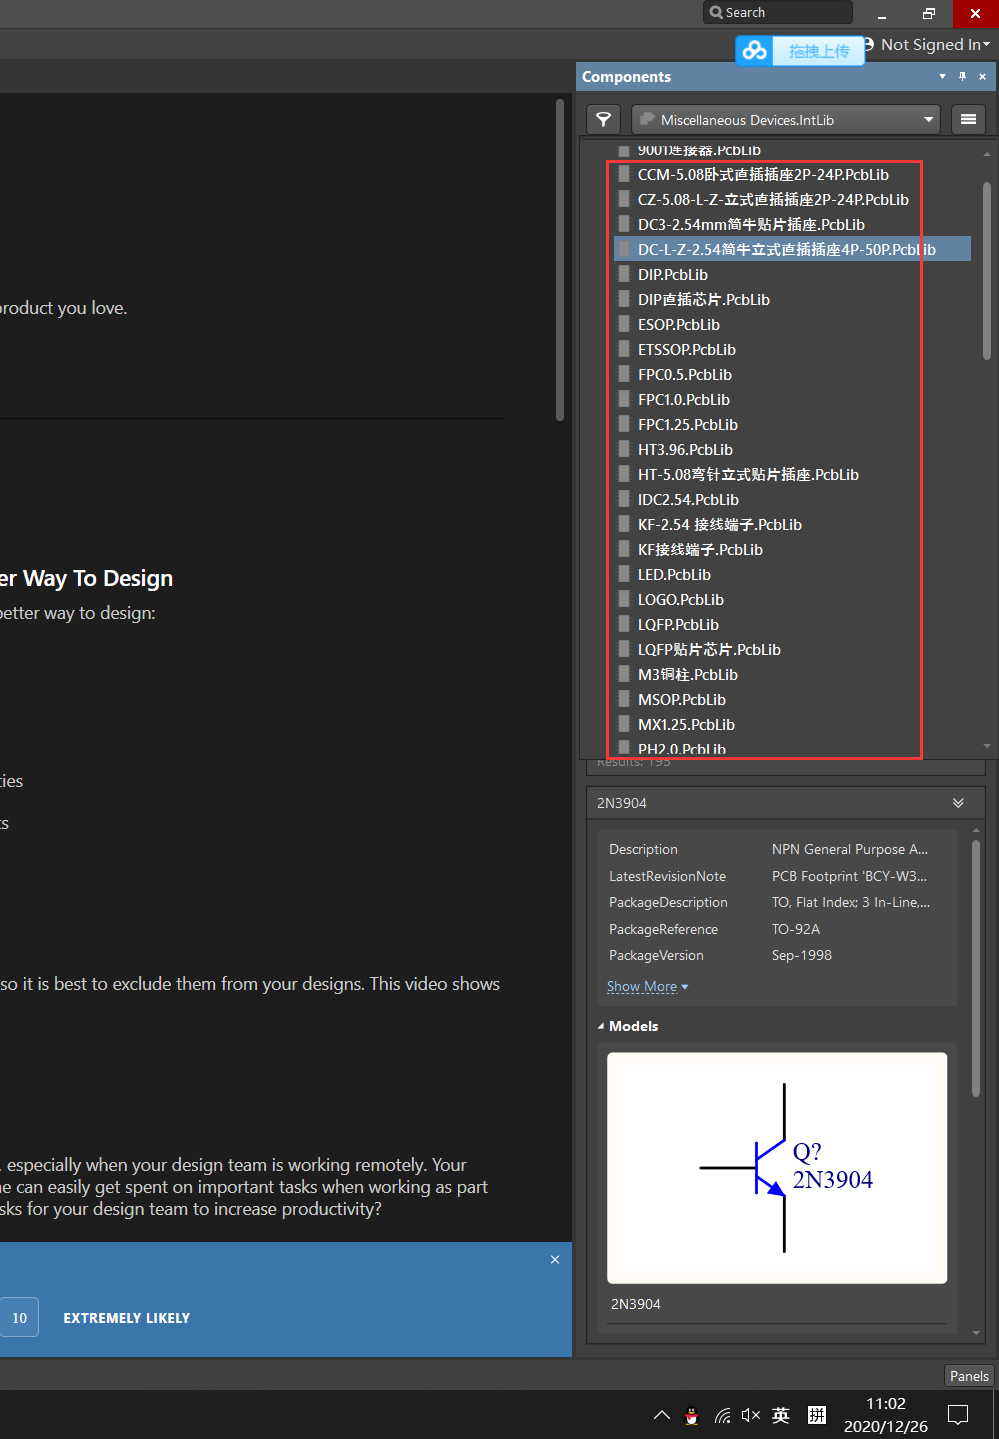 Search
拖拽上传
Not Signed In
Components
Miscellaneous Devices.IntLib
9001连接器.PcbLib
CCM-5.08卧式直插插座2P-24P.PcbLib
CZ-5.08-L-Z-立式直插插座2P-24P.PcbLib
DC3-2.54mm简牛贴片插座.PcbLib
DC-L-Z-2.54简牛立式直插插座4P-50P.PcbLib
DIP.PcbLib
DIP直插芯片.PcbLib
ESOP.PcbLib
ETSSOP.PcbLib
FPC0.5.PcbLib
FPC1.0.PcbLib
FPC1.25.PcbLib
HT3.96.PcbLib
HT-5.08弯针立式贴片插座.PcbLib
IDC2.54.PcbLib
KF-2.54 接线端子.PcbLib
KF接线端子.PcbLib
LED.PcbLib
LOGO.PcbLib
LQFP.PcbLib
LQFP贴片芯片.PcbLib
M3铜柱.PcbLib
MSOP.PcbLib
MX1.25.PcbLib
PH2.0.PcbLib
Results: 195
2N3904
Description NPN General Purpose A...
LatestRevisionNote PCB Footprint 'BCY-W3...
PackageDescription TO, Flat Index; 3 In-Line,...
PackageReference TO-92A
PackageVersion Sep-1998
Show More
Models
Q?
2N3904
2N3904
product you love.
er Way To Design
better way to design:
ties
ts
so it is best to exclude them from your designs. This video shows
, especially when your design team is working remotely. Your
ne can easily get spent on important tasks when working as part
sks for your design team to increase productivity?
10 EXTREMELY LIKELY
Panels
英 拼
11:02
2020/12/26